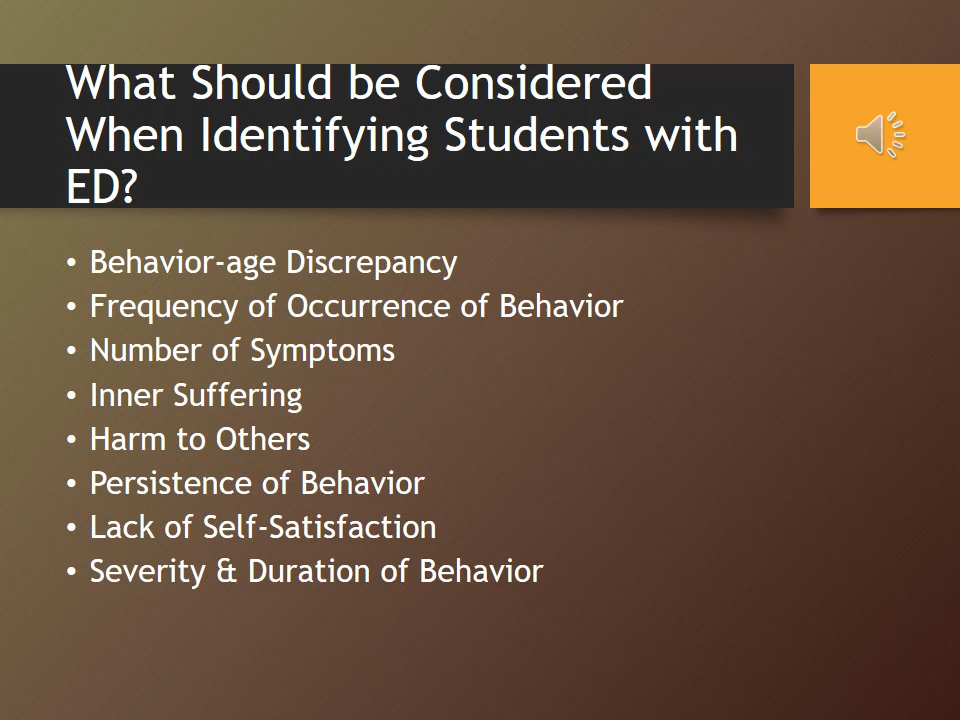 What Should be Considered
When Identifying Students with
ED?
• Behavior-age Discrepancy
• Frequency of Occurrence of Behavior
• Number of Symptoms
• Inner Suffering
• Harm to Others
• Persistence of Behavior
• Lack of Self-Satisfaction
• Severity & Duration of Behavior